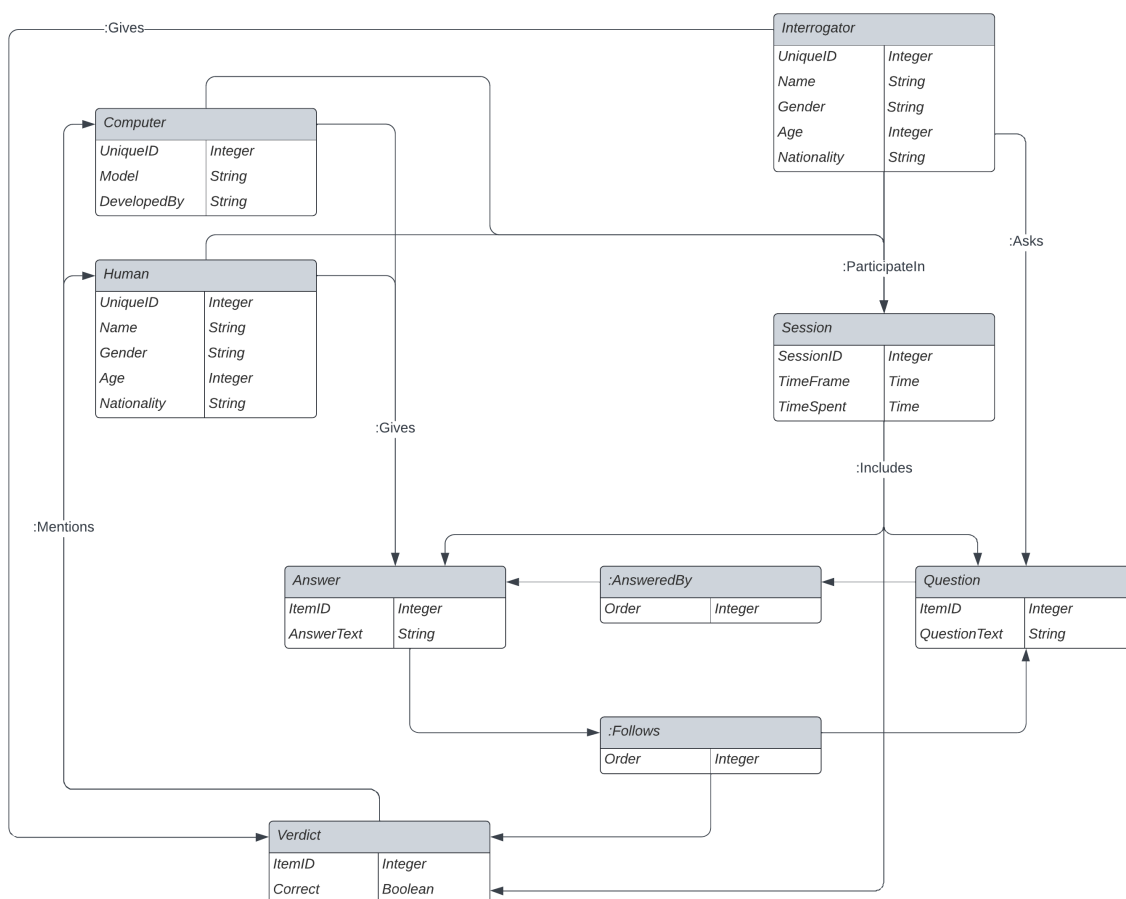 :Gives
Interrogator
UniqueID Integer
Name String
Gender String
Age Integer
Nationality String
Computer
UniqueID Integer
Model String
DevelopedBy String
:Asks
Human
UniqueID Integer
Name String
Gender String
Age Integer
Nationality String
:ParticipateIn
Session
SessionID Integer
TimeFrame Time
TimeSpent Time
:Gives
:Includes
:Mentions
Answer
ItemID Integer
AnswerText String
:AnsweredBy
Order Integer
Question
ItemID Integer
QuestionText String
:Follows
Order Integer
Verdict
ItemID Integer
Correct Boolean